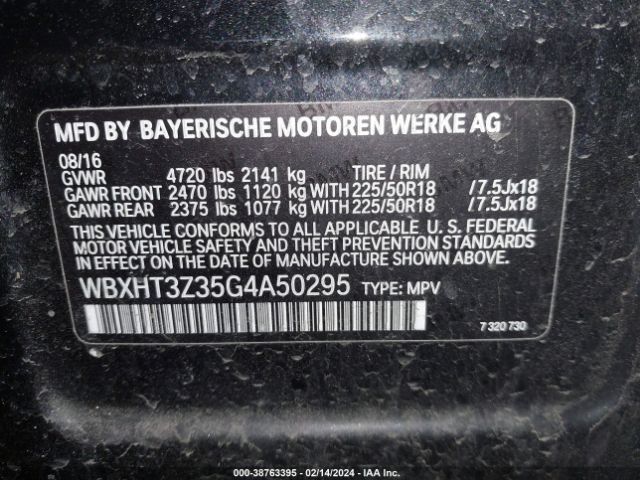 MFD BY BAYERISCHE MOTOREN WERKE AG
08/16
GVWR 4720 lbs 2141 kg TIRE / RIM
GAWR FRONT 2470 lbs 1120 kg WITH 225/50R18 /7.5Jx18
GAWR REAR 2375 lbs 1077 kg WITH 225/50R18 /7.5Jx18
THIS VEHICLE CONFORMS TO ALL APPLICABLE U. S. FEDERAL
MOTOR VEHICLE SAFETY AND THEFT PREVENTION STANDARDS
IN EFFECT ON THE DATE OF MANUFACTURE SHOWN ABOVE.
WBXHT3Z35G4A50295 TYPE: MPV
7 320 730
000-38763395 - 02/14/2024 - IAA Inc.